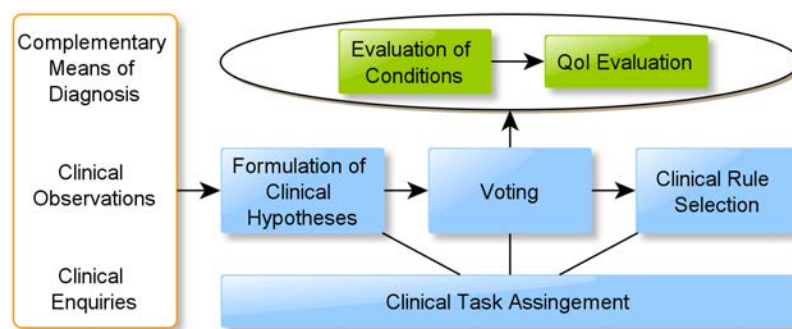 Complementary
Means of
Diagnosis
Clinical
Observations
Clinical
Enquiries
Evaluation of
Conditions
QoI Evaluation
Formulation of
Clinical
Hypotheses
Voting
Clinical Rule
Selection
Clinical Task Assingement